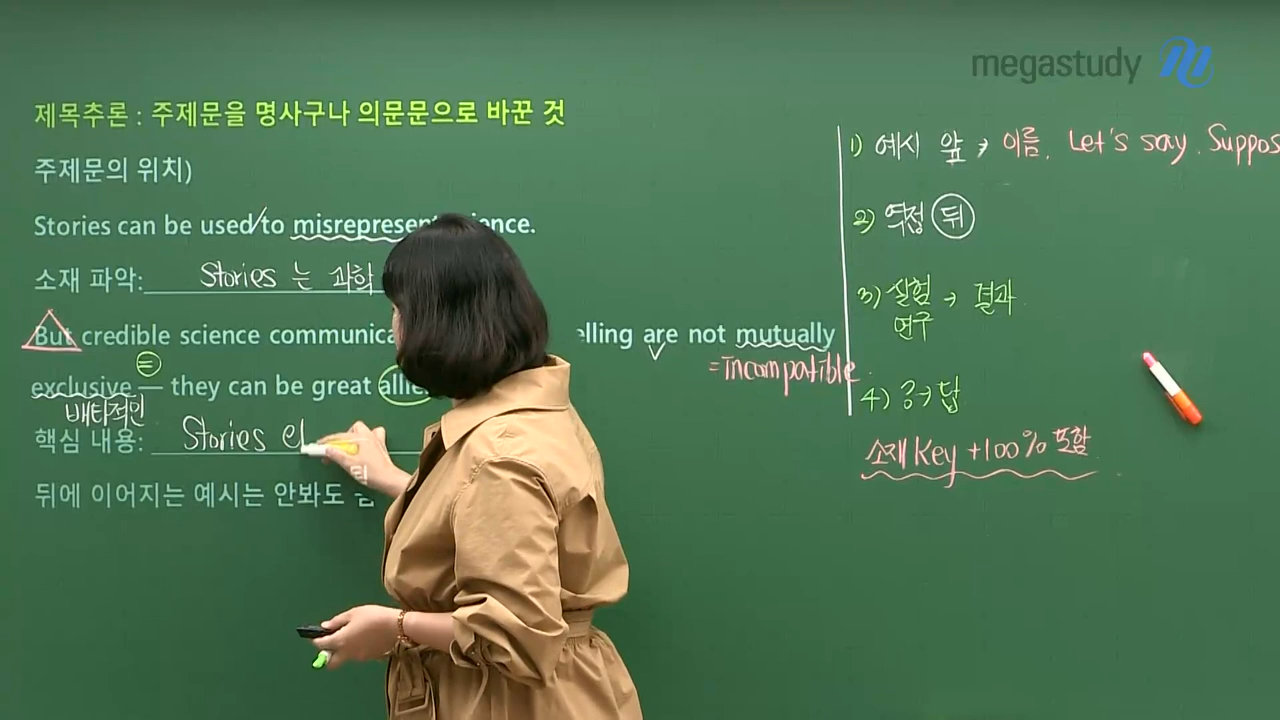 megastudy
제목추론 : 주제문을 명사구나 의문문으로 바꾼 것
주제문의 위치)
Stories can be used/to misrepresent
소재 파악: Stories 는 과학
But credible science communica elling are not mutually
= Incompatible
exclusive — they can be great allie
=
배타적인
핵심 내용: Stories 와
뒤에 이어지는 예시는 안봐도
1) 예시 앞 → 이름, Let's say, Suppos
2) 역접 뒤
3) 실험 → 결과
연구
4) 답
소재 Key +100% 포함